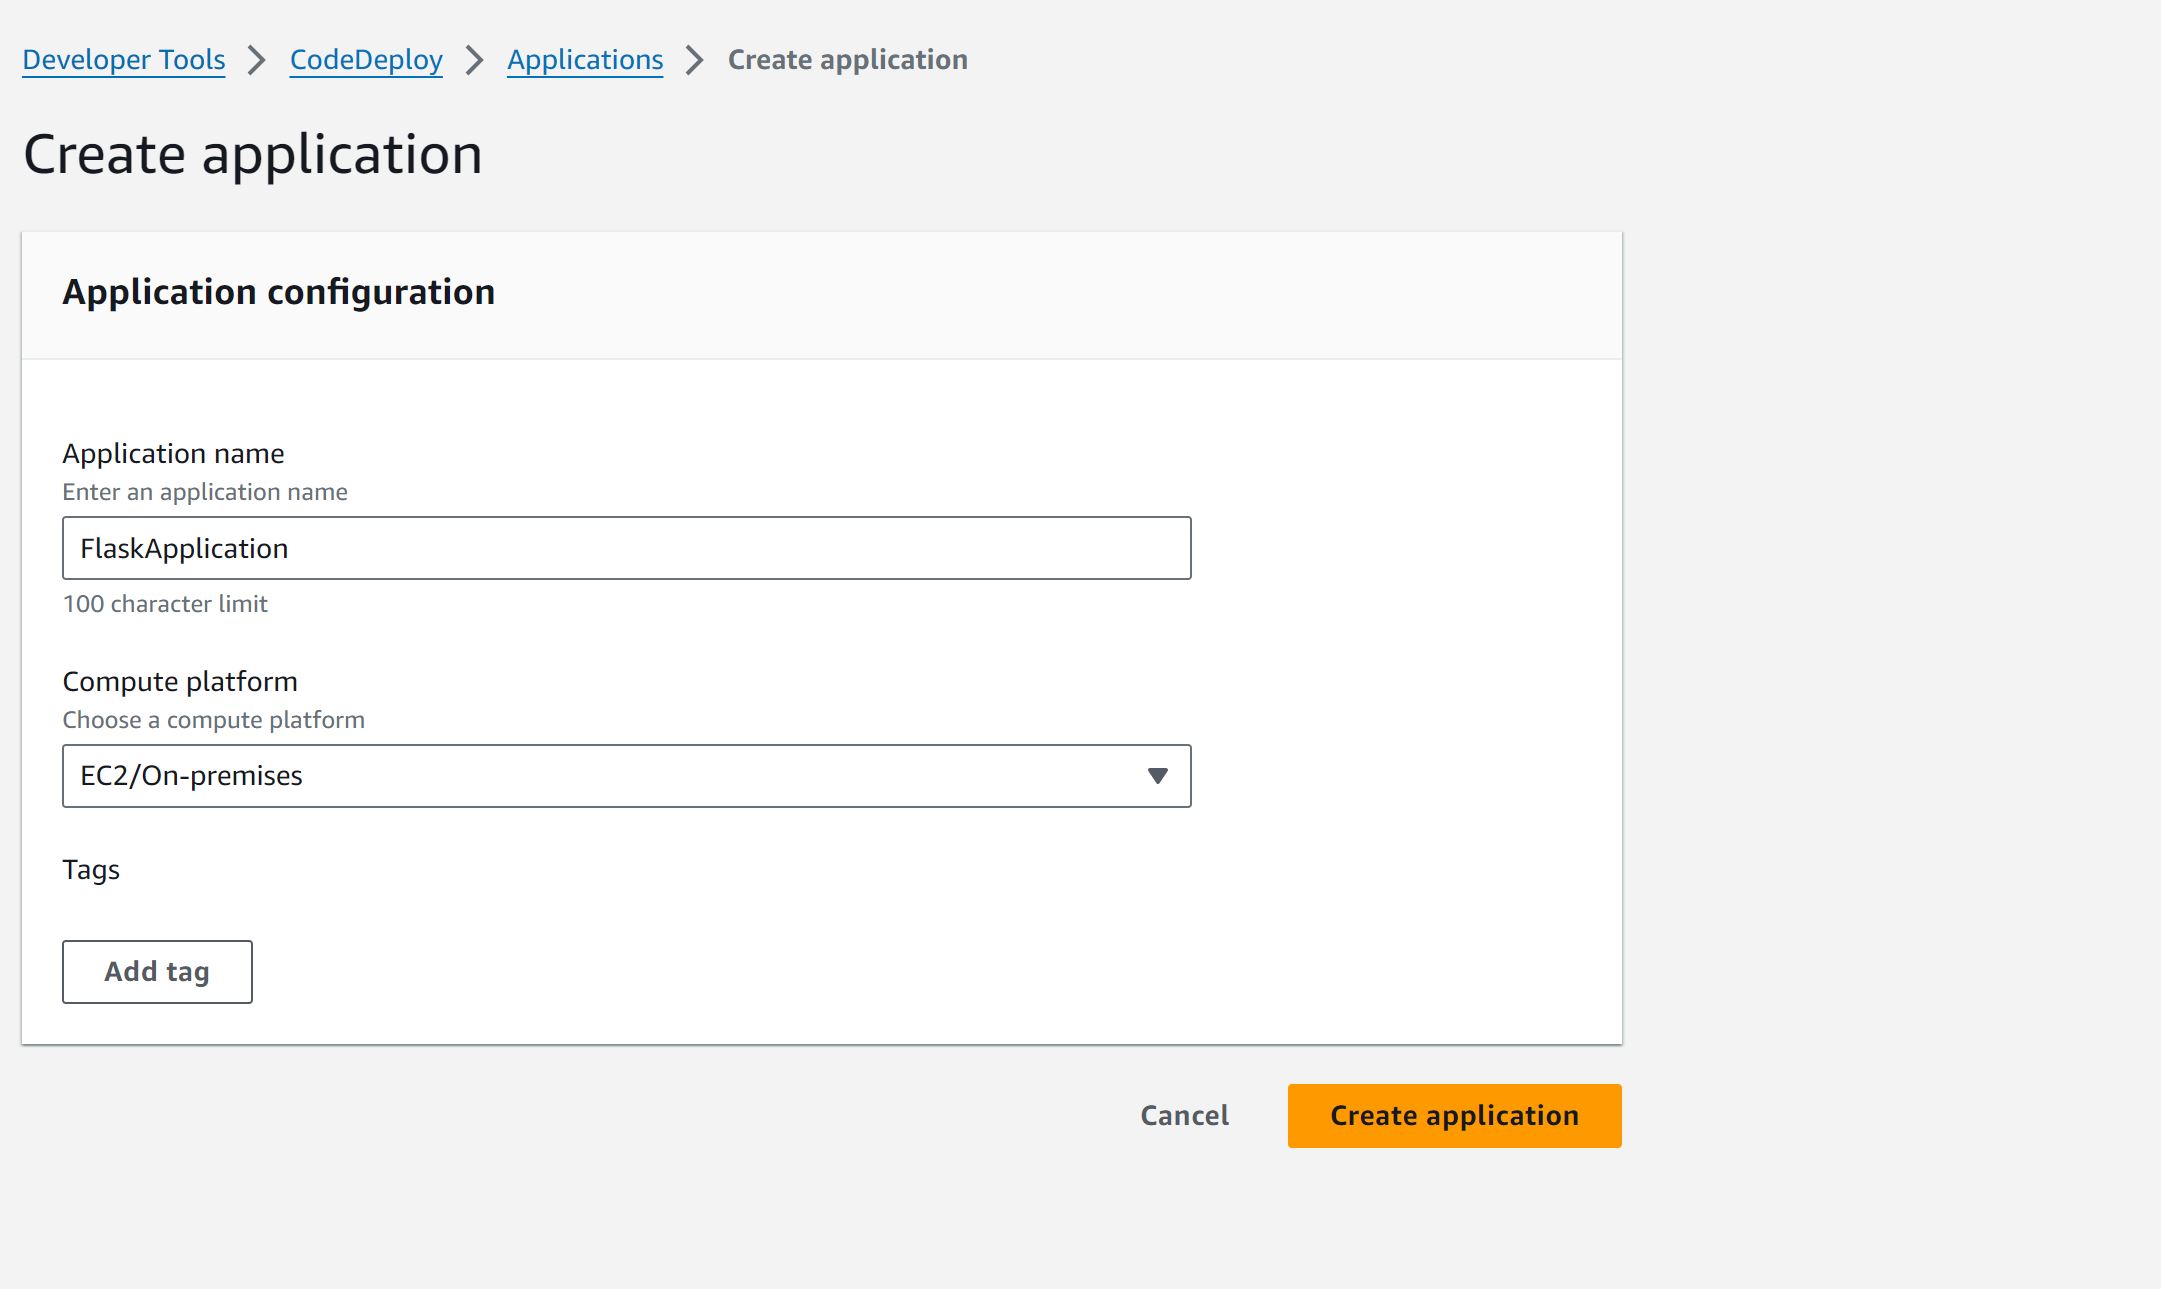 Developer Tools > CodeDeploy > Applications > Create application
Create application
Application configuration
Application name
Enter an application name
FlaskApplication
100 character limit
Compute platform
Choose a compute platform
EC2/On-premises
Tags
Add tag
Cancel Create application